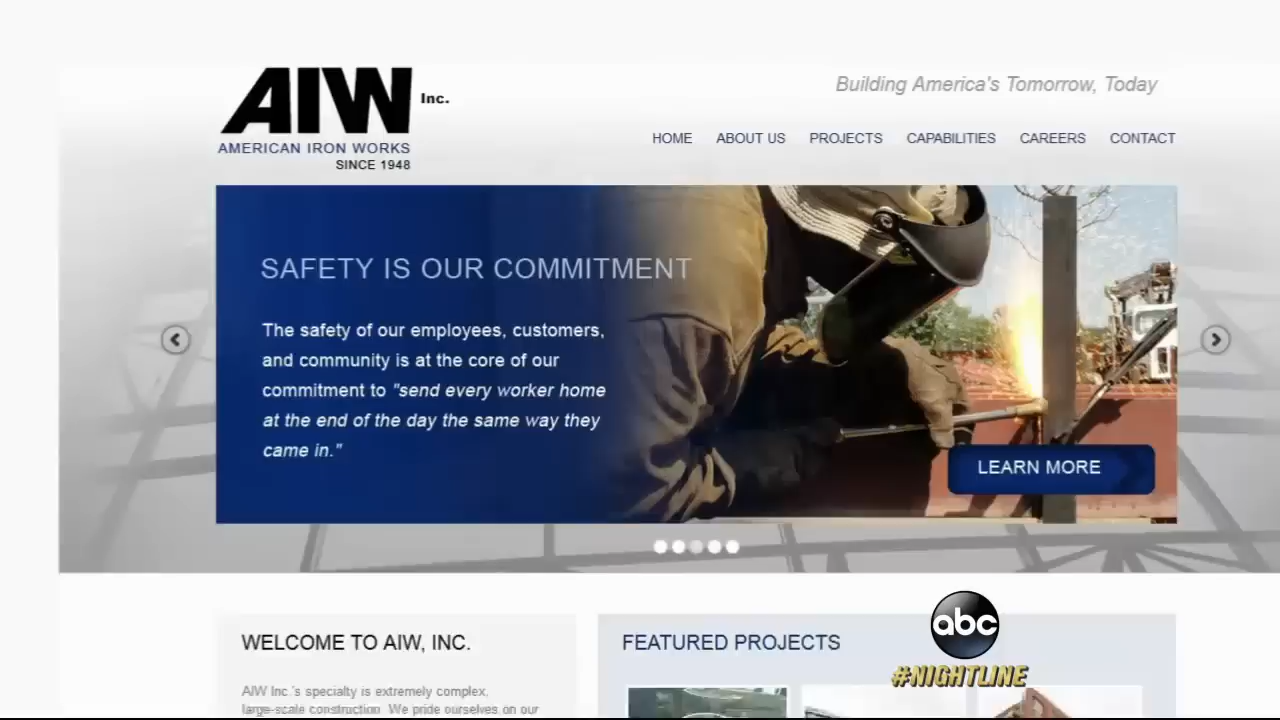 AIW Inc.
AMERICAN IRON WORKS
SINCE 1948
Building America's Tomorrow, Today
HOME ABOUT US PROJECTS CAPABILITIES CAREERS CONTACT
SAFETY IS OUR COMMITMENT
The safety of our employees, customers,
and community is at the core of our
commitment to "send every worker home
at the end of the day the same way they
came in."
LEARN MORE
WELCOME TO AIW, INC.
AIW Inc.'s specialty is extremely complex,
large-scale construction. We pride ourselves on our
FEATURED PROJECTS
abc
#NIGHTLINE